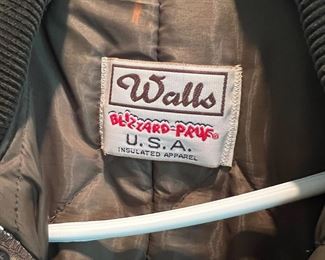 Walls
BLIZZARD-PRUF®
U.S.A.
INSULATED APPAREL